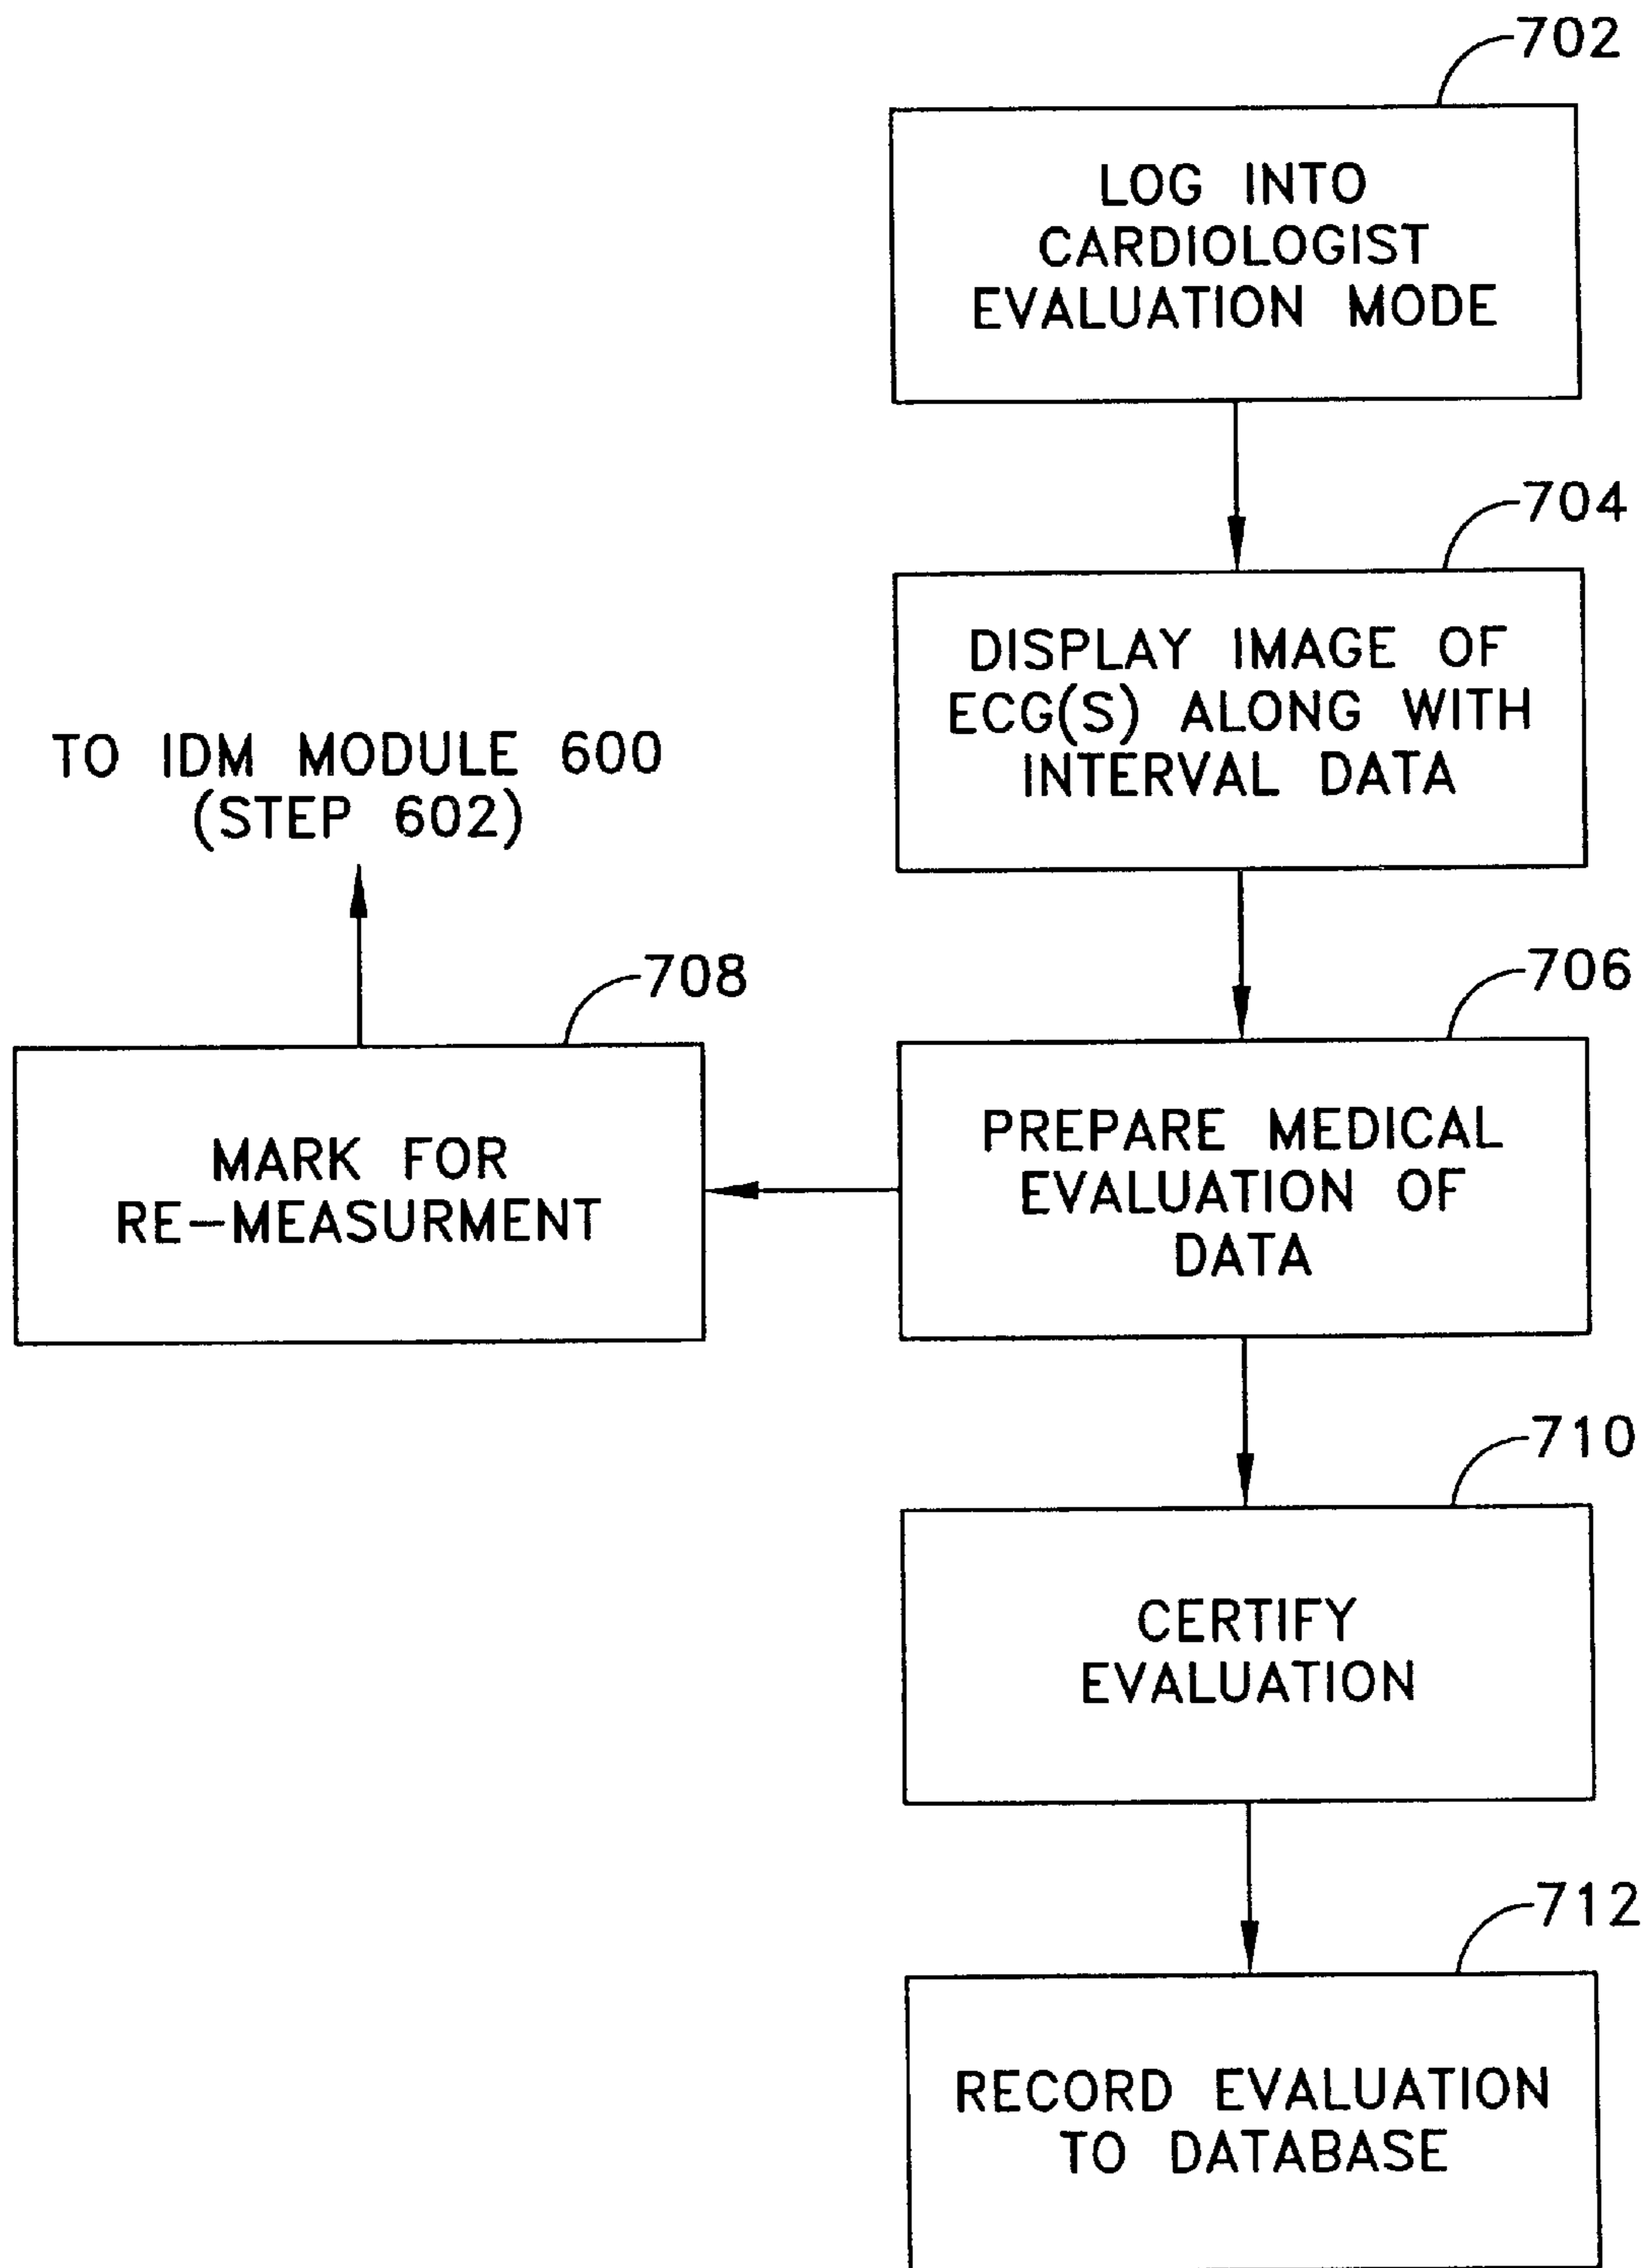 702
LOG INTO
CARDIOLOGIST
EVALUATION MODE
704
DISPLAY IMAGE OF
ECG(S) ALONG WITH
INTERVAL DATA
TO IDM MODULE 600
(STEP 602)
706
PREPARE MEDICAL
EVALUATION OF
DATA
708
MARK FOR
RE-MEASURMENT
710
CERTIFY
EVALUATION
712
RECORD EVALUATION
TO DATABASE